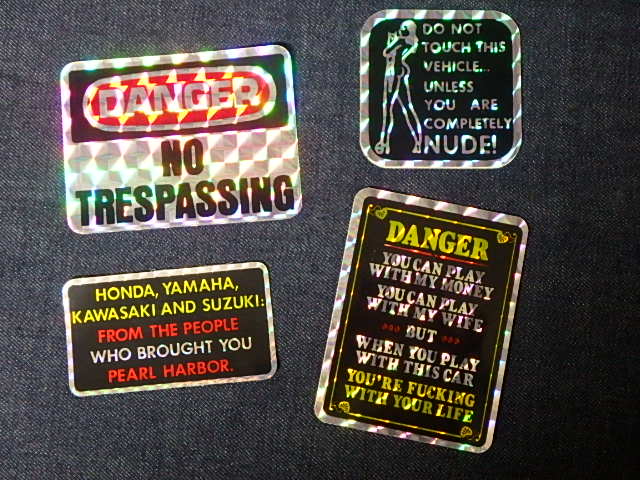 DANGER
NO
TRESPASSING
DO NOT
TOUCH THIS
VEHICLE...
UNLESS
YOU ARE
COMPLETELY
NUDE!
HONDA, YAMAHA,
KAWASAKI AND SUZUKI:
FROM THE PEOPLE
WHO BROUGHT YOU
PEARL HARBOR.
DANGER
YOU CAN PLAY
WITH MY MONEY
YOU CAN PLAY
WITH MY WIFE
BUT
WHEN YOU PLAY
WITH THIS CAR
YOU'RE FUCKING
WITH YOUR LIFE